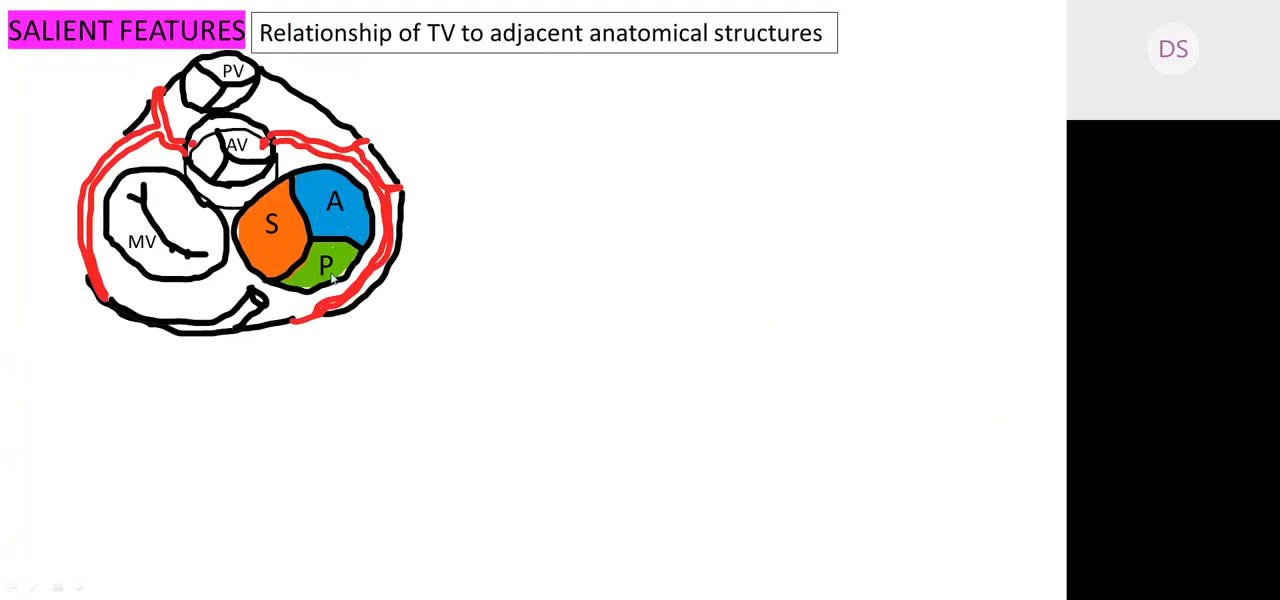 SALIENT FEATURES
Relationship of TV to adjacent anatomical structures
DS
PV
AV
A
S
MV
P